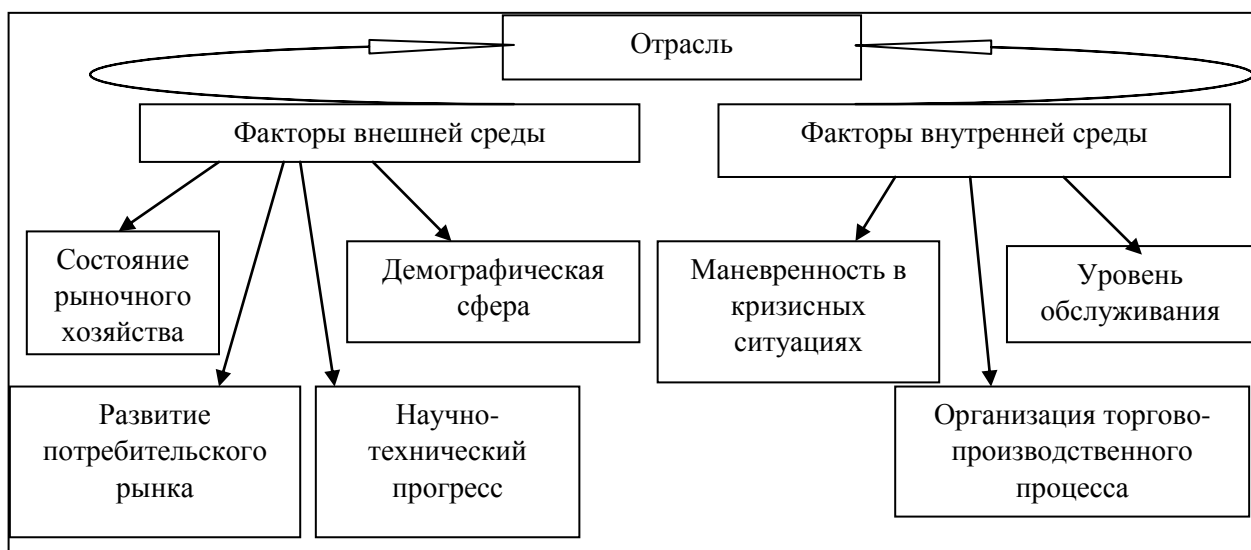 Отрасль
Факторы внешней среды
Факторы внутренней среды
Состояние
рыночного
хозяйства
Демографическая
сфера
Маневренность в
кризисных
ситуациях
Уровень
обслуживания
Развитие
потребительского
рынка
Научно-
технический
прогресс
Организация торгово-
производственного
процесса